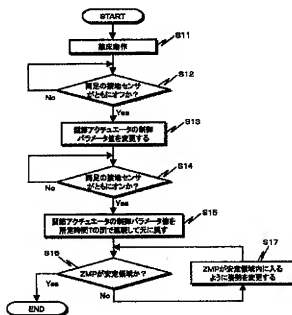 START
S11
離床動作
S12
両足の接地センサ
がともにオフか?
No
Yes
S13
関節アクチュエータの制御
パラメータ値を変更する
S14
両足の接地センサ
がともにオンか?
No
Yes
S15
関節アクチュエータの制御パラメータ値を
所定時間Tの間で遅延して元に戻す
S16
S17
ZMPが安定領域か?
ZMPが安定領域内に入る
ように姿勢を変更する
Yes
No
END